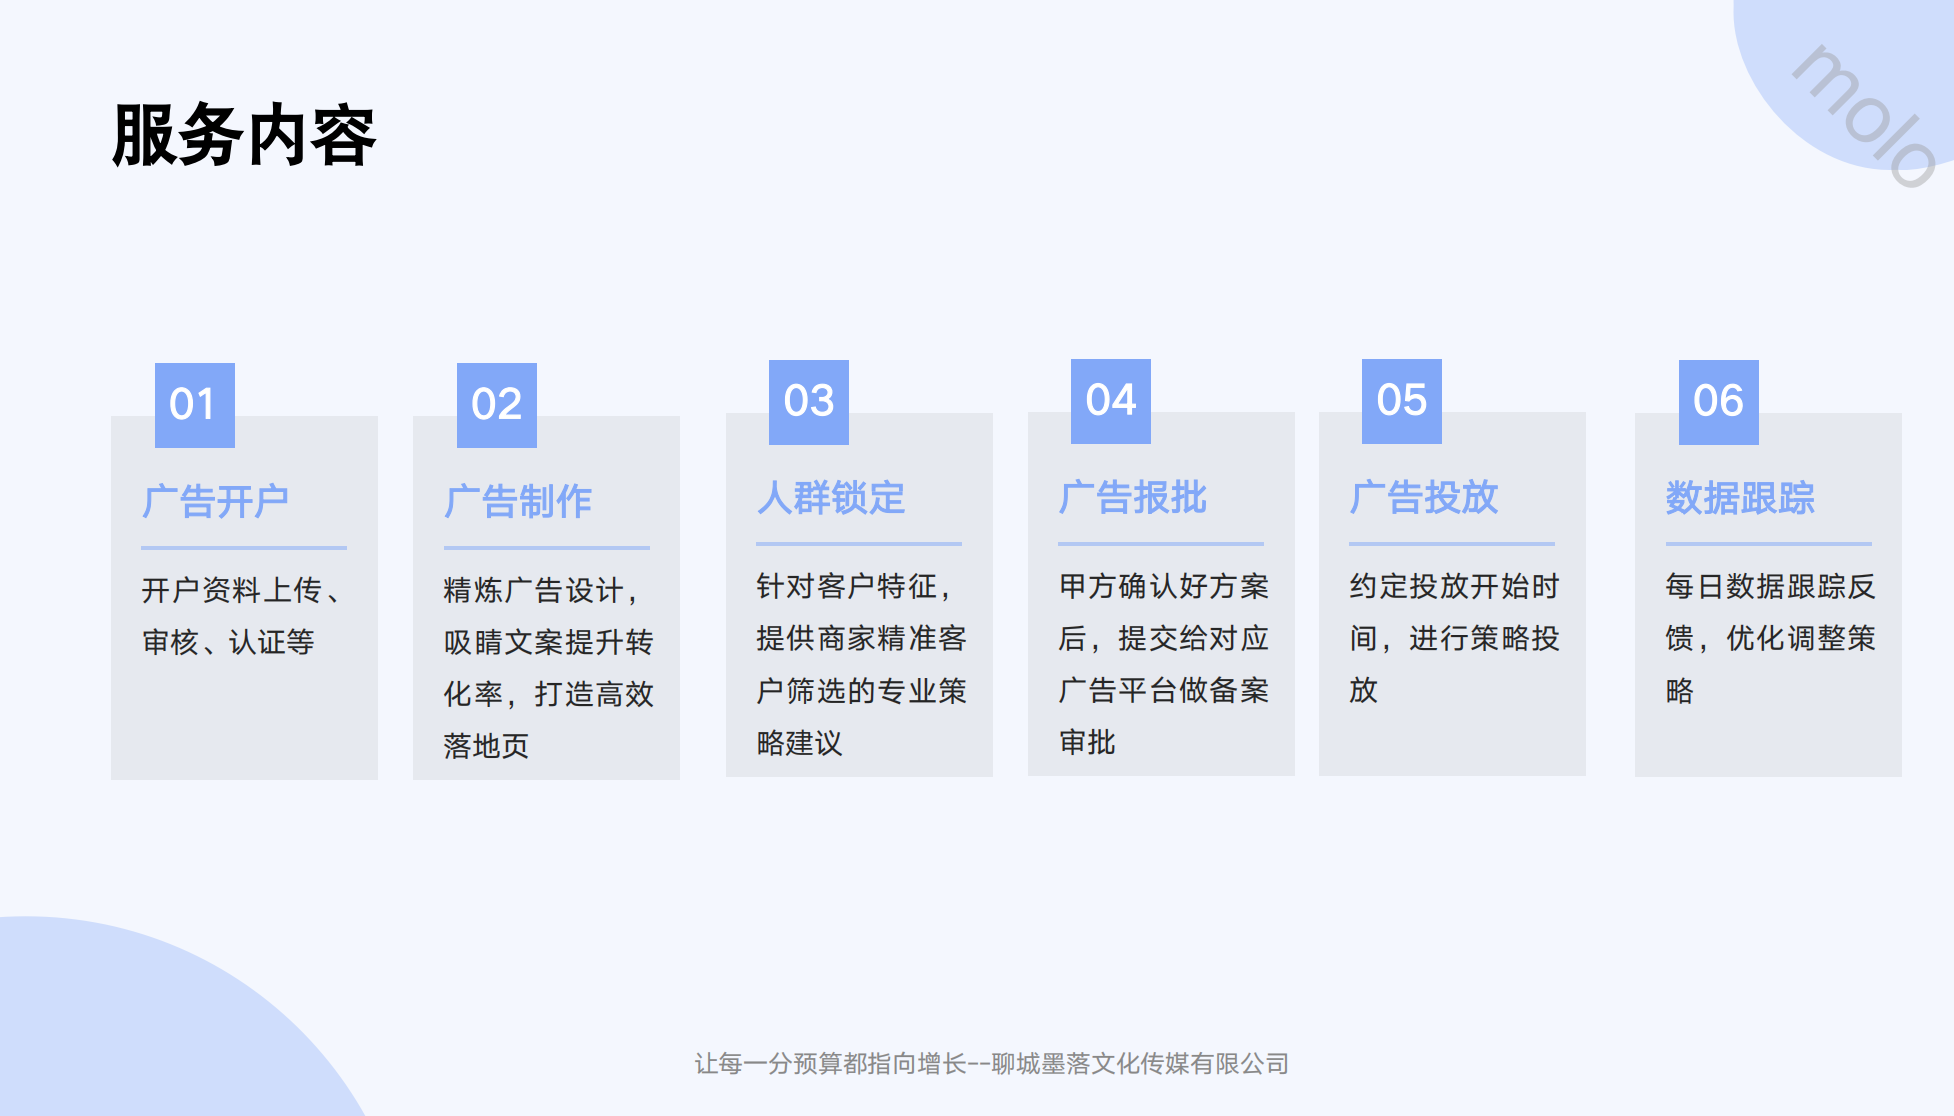 服务内容
molo
01
广告开户
开户资料上传、
审核、认证等
02
广告制作
精炼广告设计，
吸睛文案提升转
化率，打造高效
落地页
03
人群锁定
针对客户特征，
提供商家精准客
户筛选的专业策
略建议
04
广告报批
甲方确认好方案
后，提交给对应
广告平台做备案
审批
05
广告投放
约定投放开始时
间，进行策略投
放
06
数据跟踪
每日数据跟踪反
馈，优化调整策
略
让每一分预算都指向增长--聊城墨落文化传媒有限公司